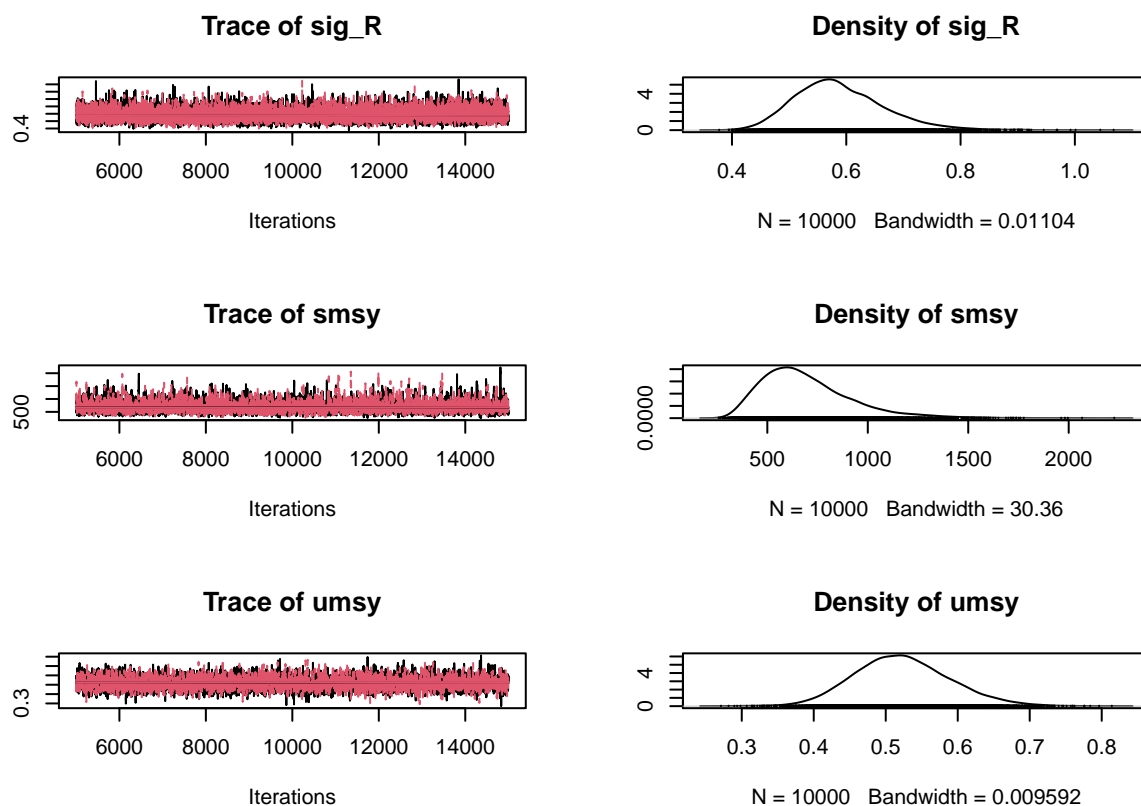 Trace of sig_R
0.4
6000 8000 10000 12000 14000
Iterations
Density of sig_R
0 4
0.4 0.6 0.8 1.0
N = 10000 Bandwidth = 0.01104
Trace of smsy
500
6000 8000 10000 12000 14000
Iterations
Density of smsy
0.0000
500 1000 1500 2000
N = 10000 Bandwidth = 30.36
Trace of umsy
0.3
6000 8000 10000 12000 14000
Iterations
Density of umsy
0 4
0.3 0.4 0.5 0.6 0.7 0.8
N = 10000 Bandwidth = 0.009592